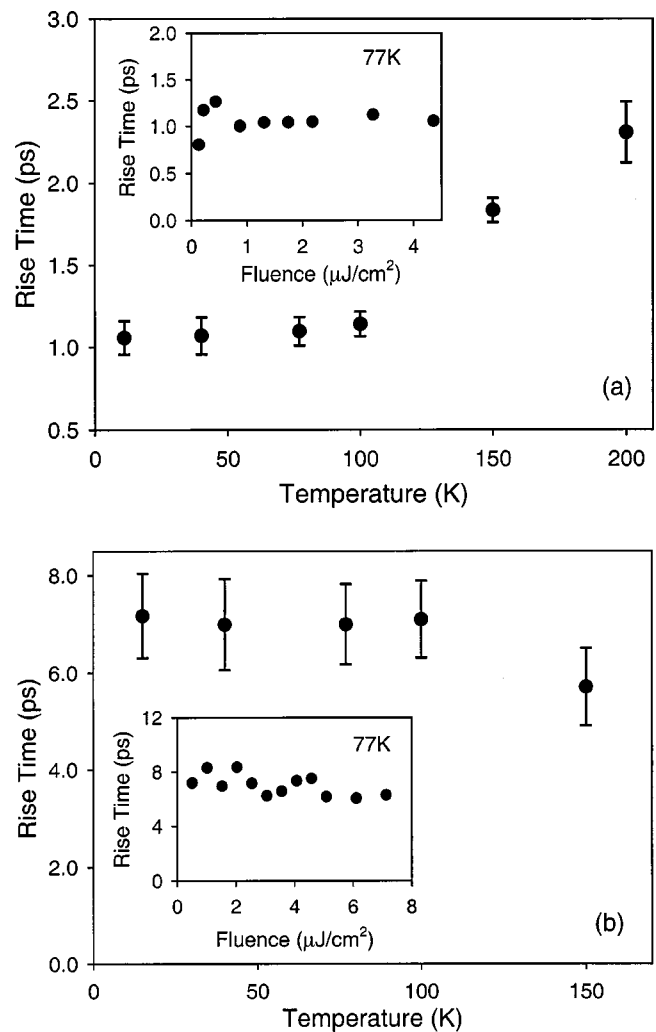 3.0
2.5
2.0
1.5
1.0
0.5
Rise Time (ps)
2.0
1.5
1.0
0.5
0.0
Rise Time (ps)
77K
0 1 2 3 4
Fluence (μJ/cm²)
(a)
0 50 100 150 200
Temperature (K)
8.0
6.0
4.0
2.0
0.0
Rise Time (ps)
12
8
4
0
Rise Time (ps)
77K
0 2 4 6 8
Fluence (μJ/cm²)
(b)
0 50 100 150
Temperature (K)